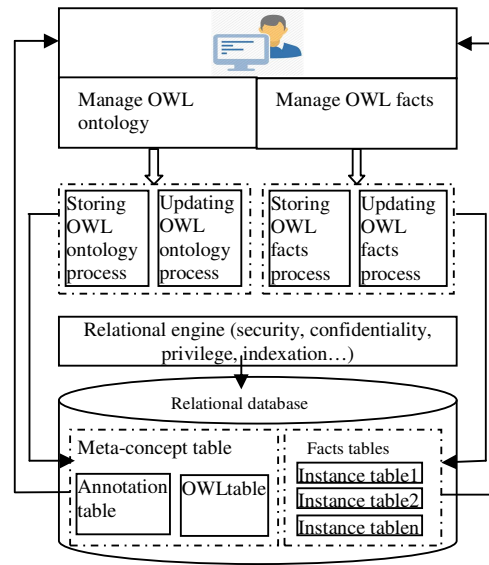 Manage OWL
ontology
Manage OWL facts
Storing
OWL
ontology
process
Updating
OWL
ontology
process
Storing
OWL
facts
process
Updating
OWL
facts
process
Relational engine (security, confidentiality,
privilege, indexation…)
Relational database
Meta-concept table
Annotation
table
OWLtable
Facts tables
Instance table1
Instance table2
Instance tablen